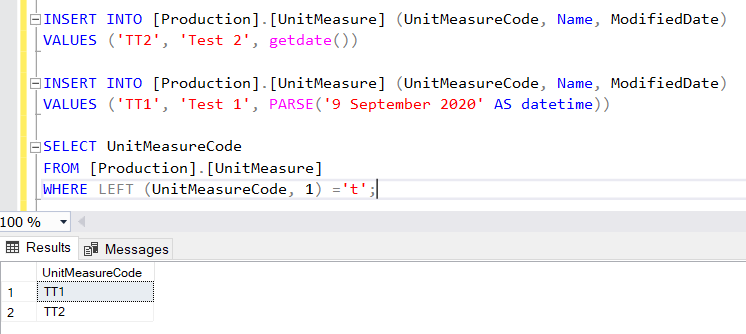 INSERT INTO [Production].[UnitMeasure] (UnitMeasureCode, Name, ModifiedDate)
VALUES ('TT2', 'Test 2', getdate())
INSERT INTO [Production].[UnitMeasure] (UnitMeasureCode, Name, ModifiedDate)
VALUES ('TT1', 'Test 1', PARSE('9 September 2020' AS datetime))
SELECT UnitMeasureCode
FROM [Production].[UnitMeasure]
WHERE LEFT (UnitMeasureCode, 1) ='t';
100 %
Results Messages
UnitMeasureCode
1 TT1
2 TT2